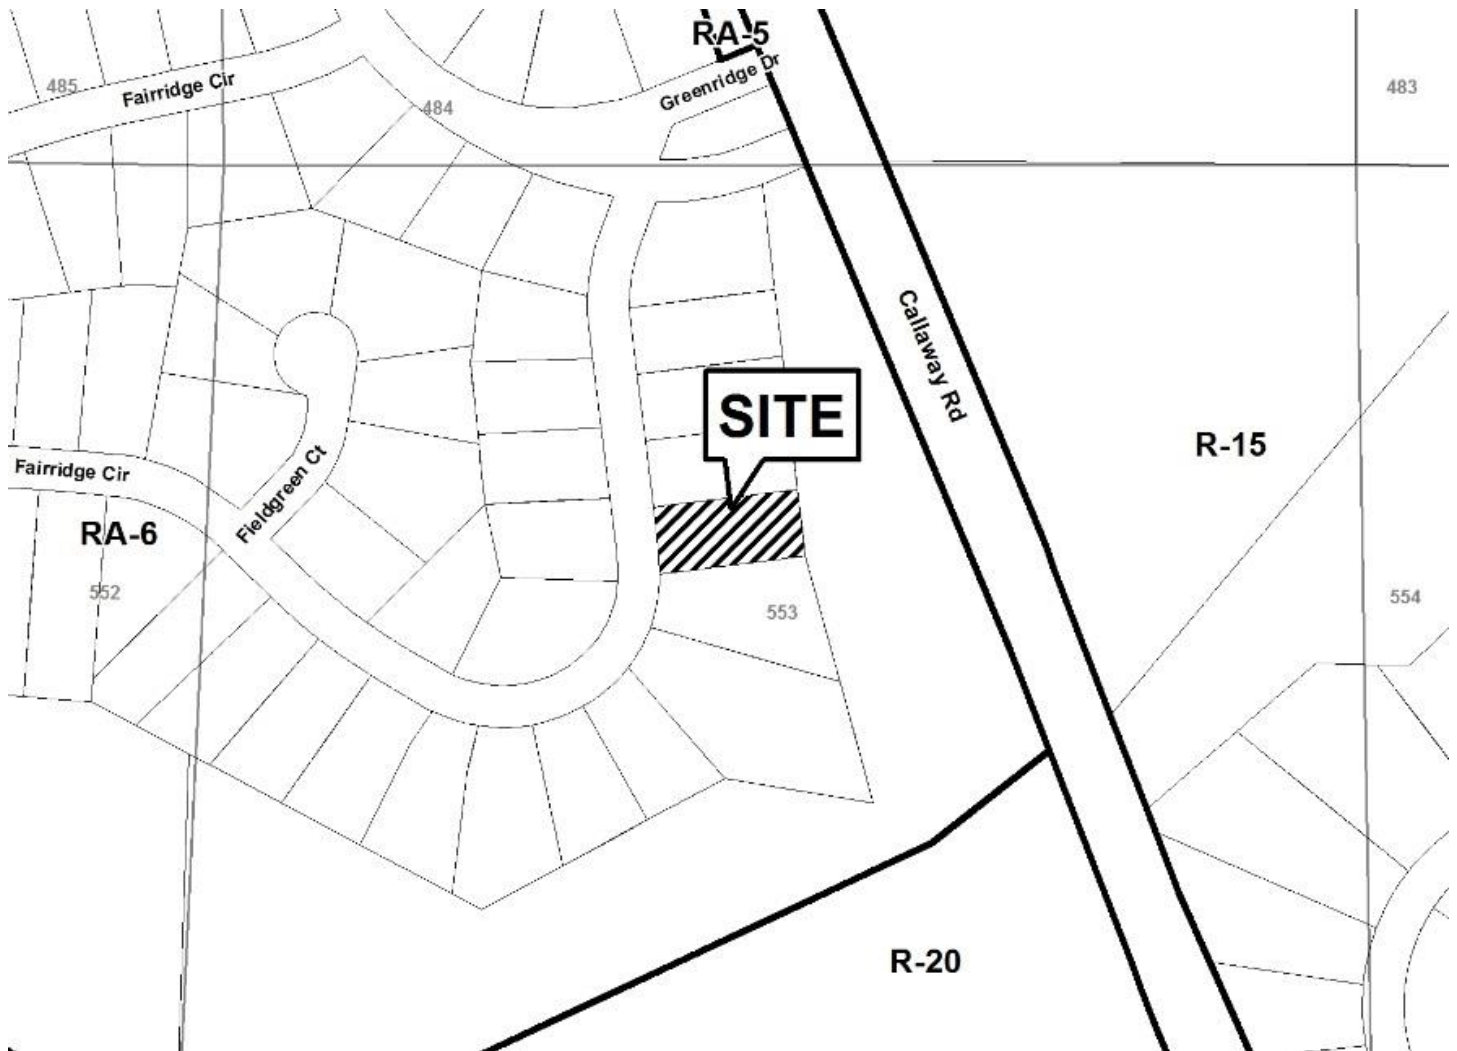 RA-5
Greenridge Dr
485
Fairridge Cir
484
483
Callaway Rd
SITE
R-15
Fairridge Cir
Fieldgreen Ct
RA-6
552
553
554
R-20